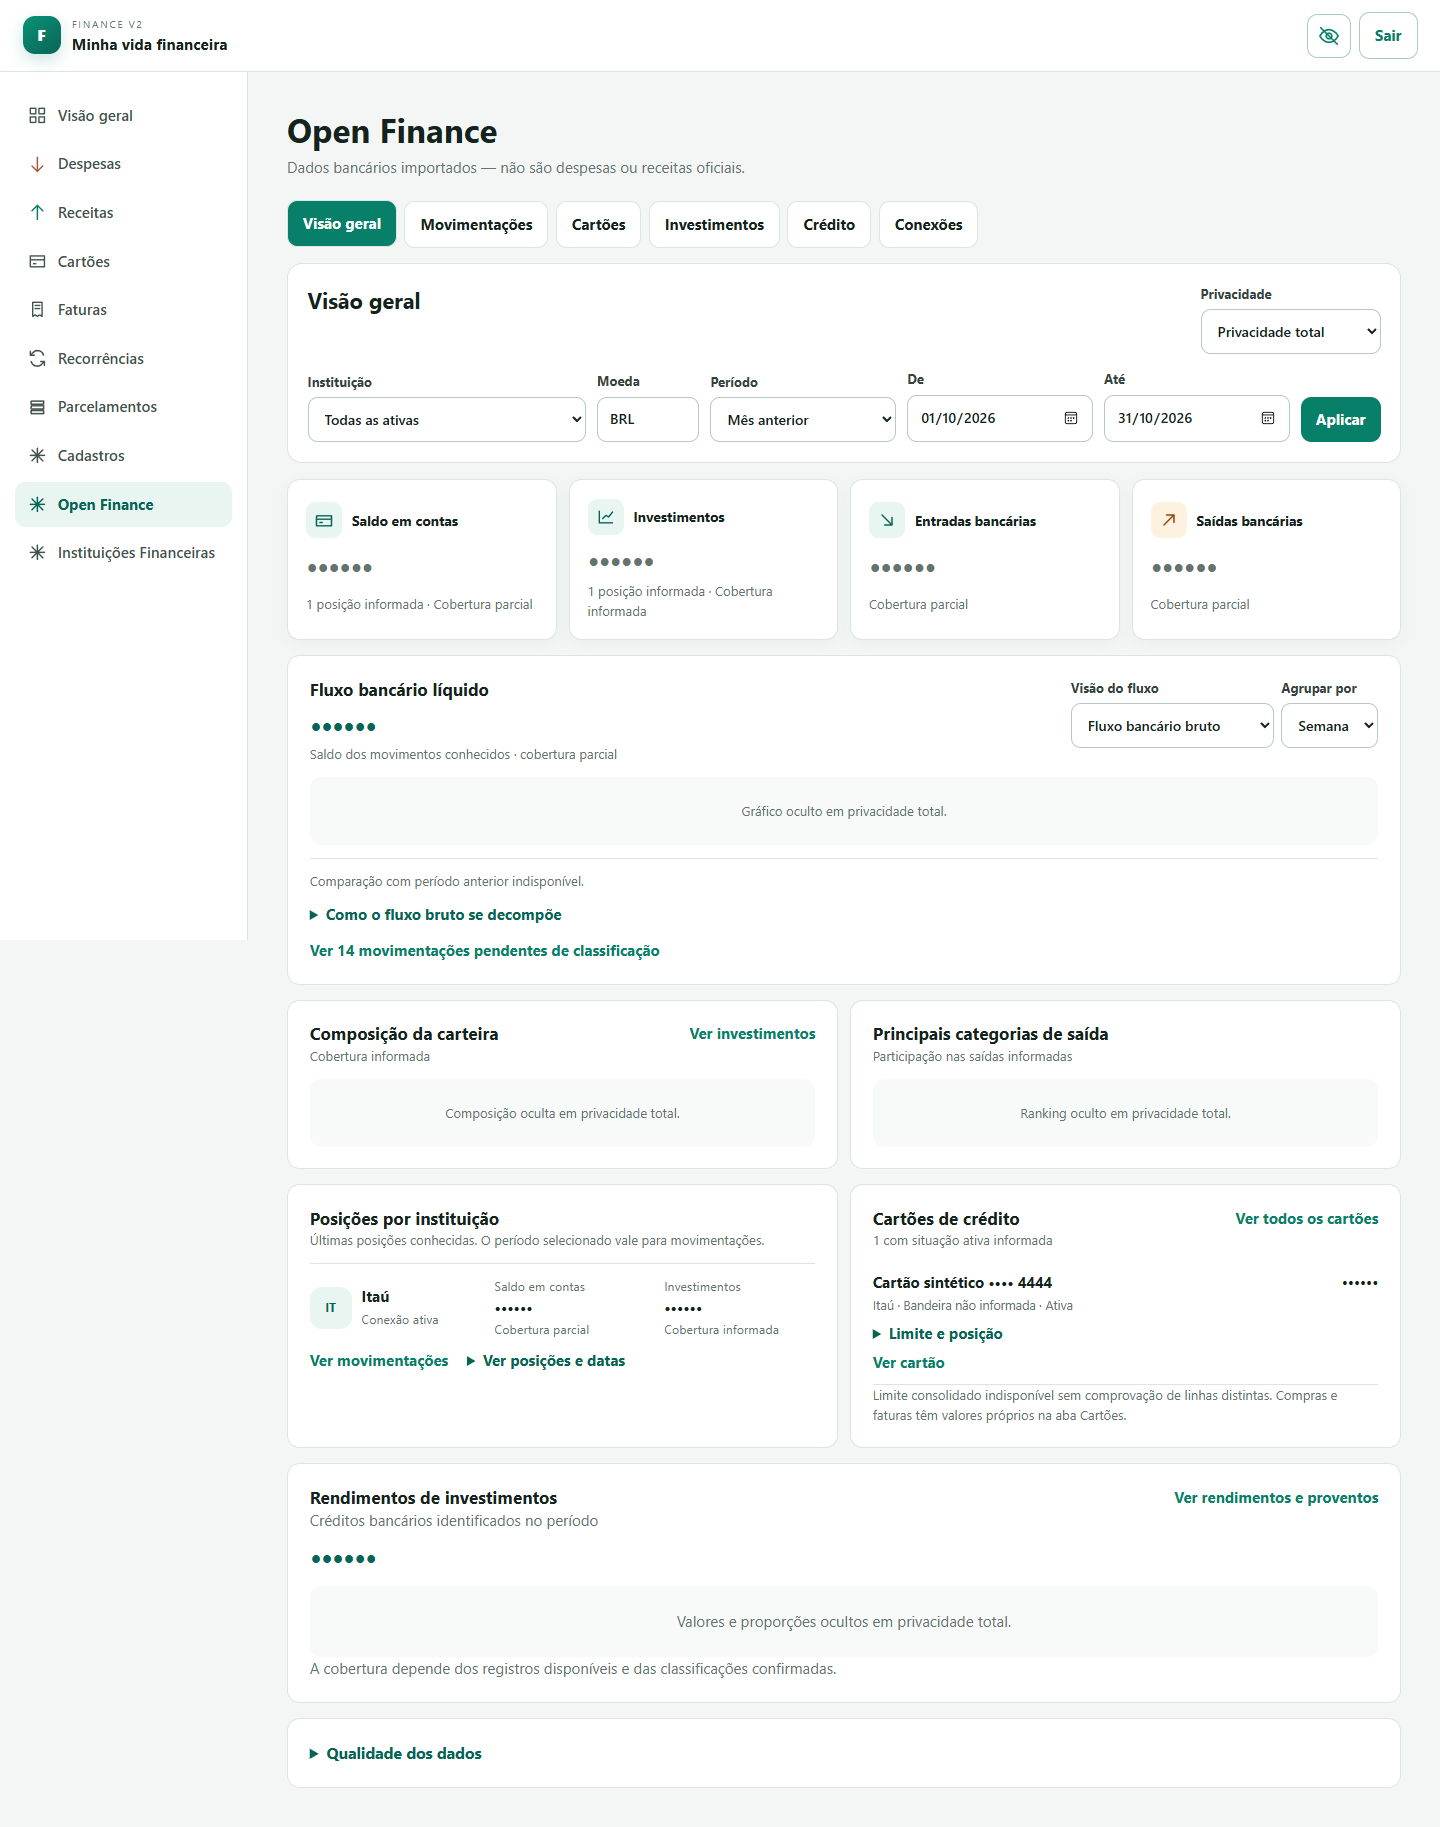 F
FINANCE V2
Minha vida financeira
Sair
Visão geral
Despesas
Receitas
Cartões
Faturas
Recorrências
Parcelamentos
Cadastros
Open Finance
Instituições Financeiras
Open Finance
Dados bancários importados — não são despesas ou receitas oficiais.
Visão geral
Movimentações
Cartões
Investimentos
Crédito
Conexões
Visão geral
Privacidade
Privacidade total
Instituição
Todas as ativas
Moeda
BRL
Período
Mês anterior
De
01/10/2026
Até
31/10/2026
Aplicar
Saldo em contas
••••••
1 posição informada · Cobertura parcial
Investimentos
••••••
1 posição informada · Cobertura
informada
Entradas bancárias
••••••
Cobertura parcial
Saídas bancárias
••••••
Cobertura parcial
Fluxo bancário líquido
••••••
Saldo dos movimentos conhecidos · cobertura parcial
Visão do fluxo
Fluxo bancário bruto
Agrupar por
Semana
Gráfico oculto em privacidade total.
Comparação com período anterior indisponível.
Como o fluxo bruto se decompõe
Ver 14 movimentações pendentes de classificação
Composição da carteira
Ver investimentos
Cobertura informada
Composição oculta em privacidade total.
Principais categorias de saída
Participação nas saídas informadas
Ranking oculto em privacidade total.
Posições por instituição
Últimas posições conhecidas. O período selecionado vale para movimentações.
IT
Itaú
Conexão ativa
Saldo em contas
••••••
Cobertura parcial
Investimentos
••••••
Cobertura informada
Ver movimentações
Ver posições e datas
Cartões de crédito
Ver todos os cartões
1 com situação ativa informada
Cartão sintético •••• 4444
••••••
Itaú · Bandeira não informada · Ativa
Limite e posição
Ver cartão
Limite consolidado indisponível sem comprovação de linhas distintas. Compras e
faturas têm valores próprios na aba Cartões.
Rendimentos de investimentos
Ver rendimentos e proventos
Créditos bancários identificados no período
••••••
Valores e proporções ocultos em privacidade total.
A cobertura depende dos registros disponíveis e das classificações confirmadas.
Qualidade dos dados